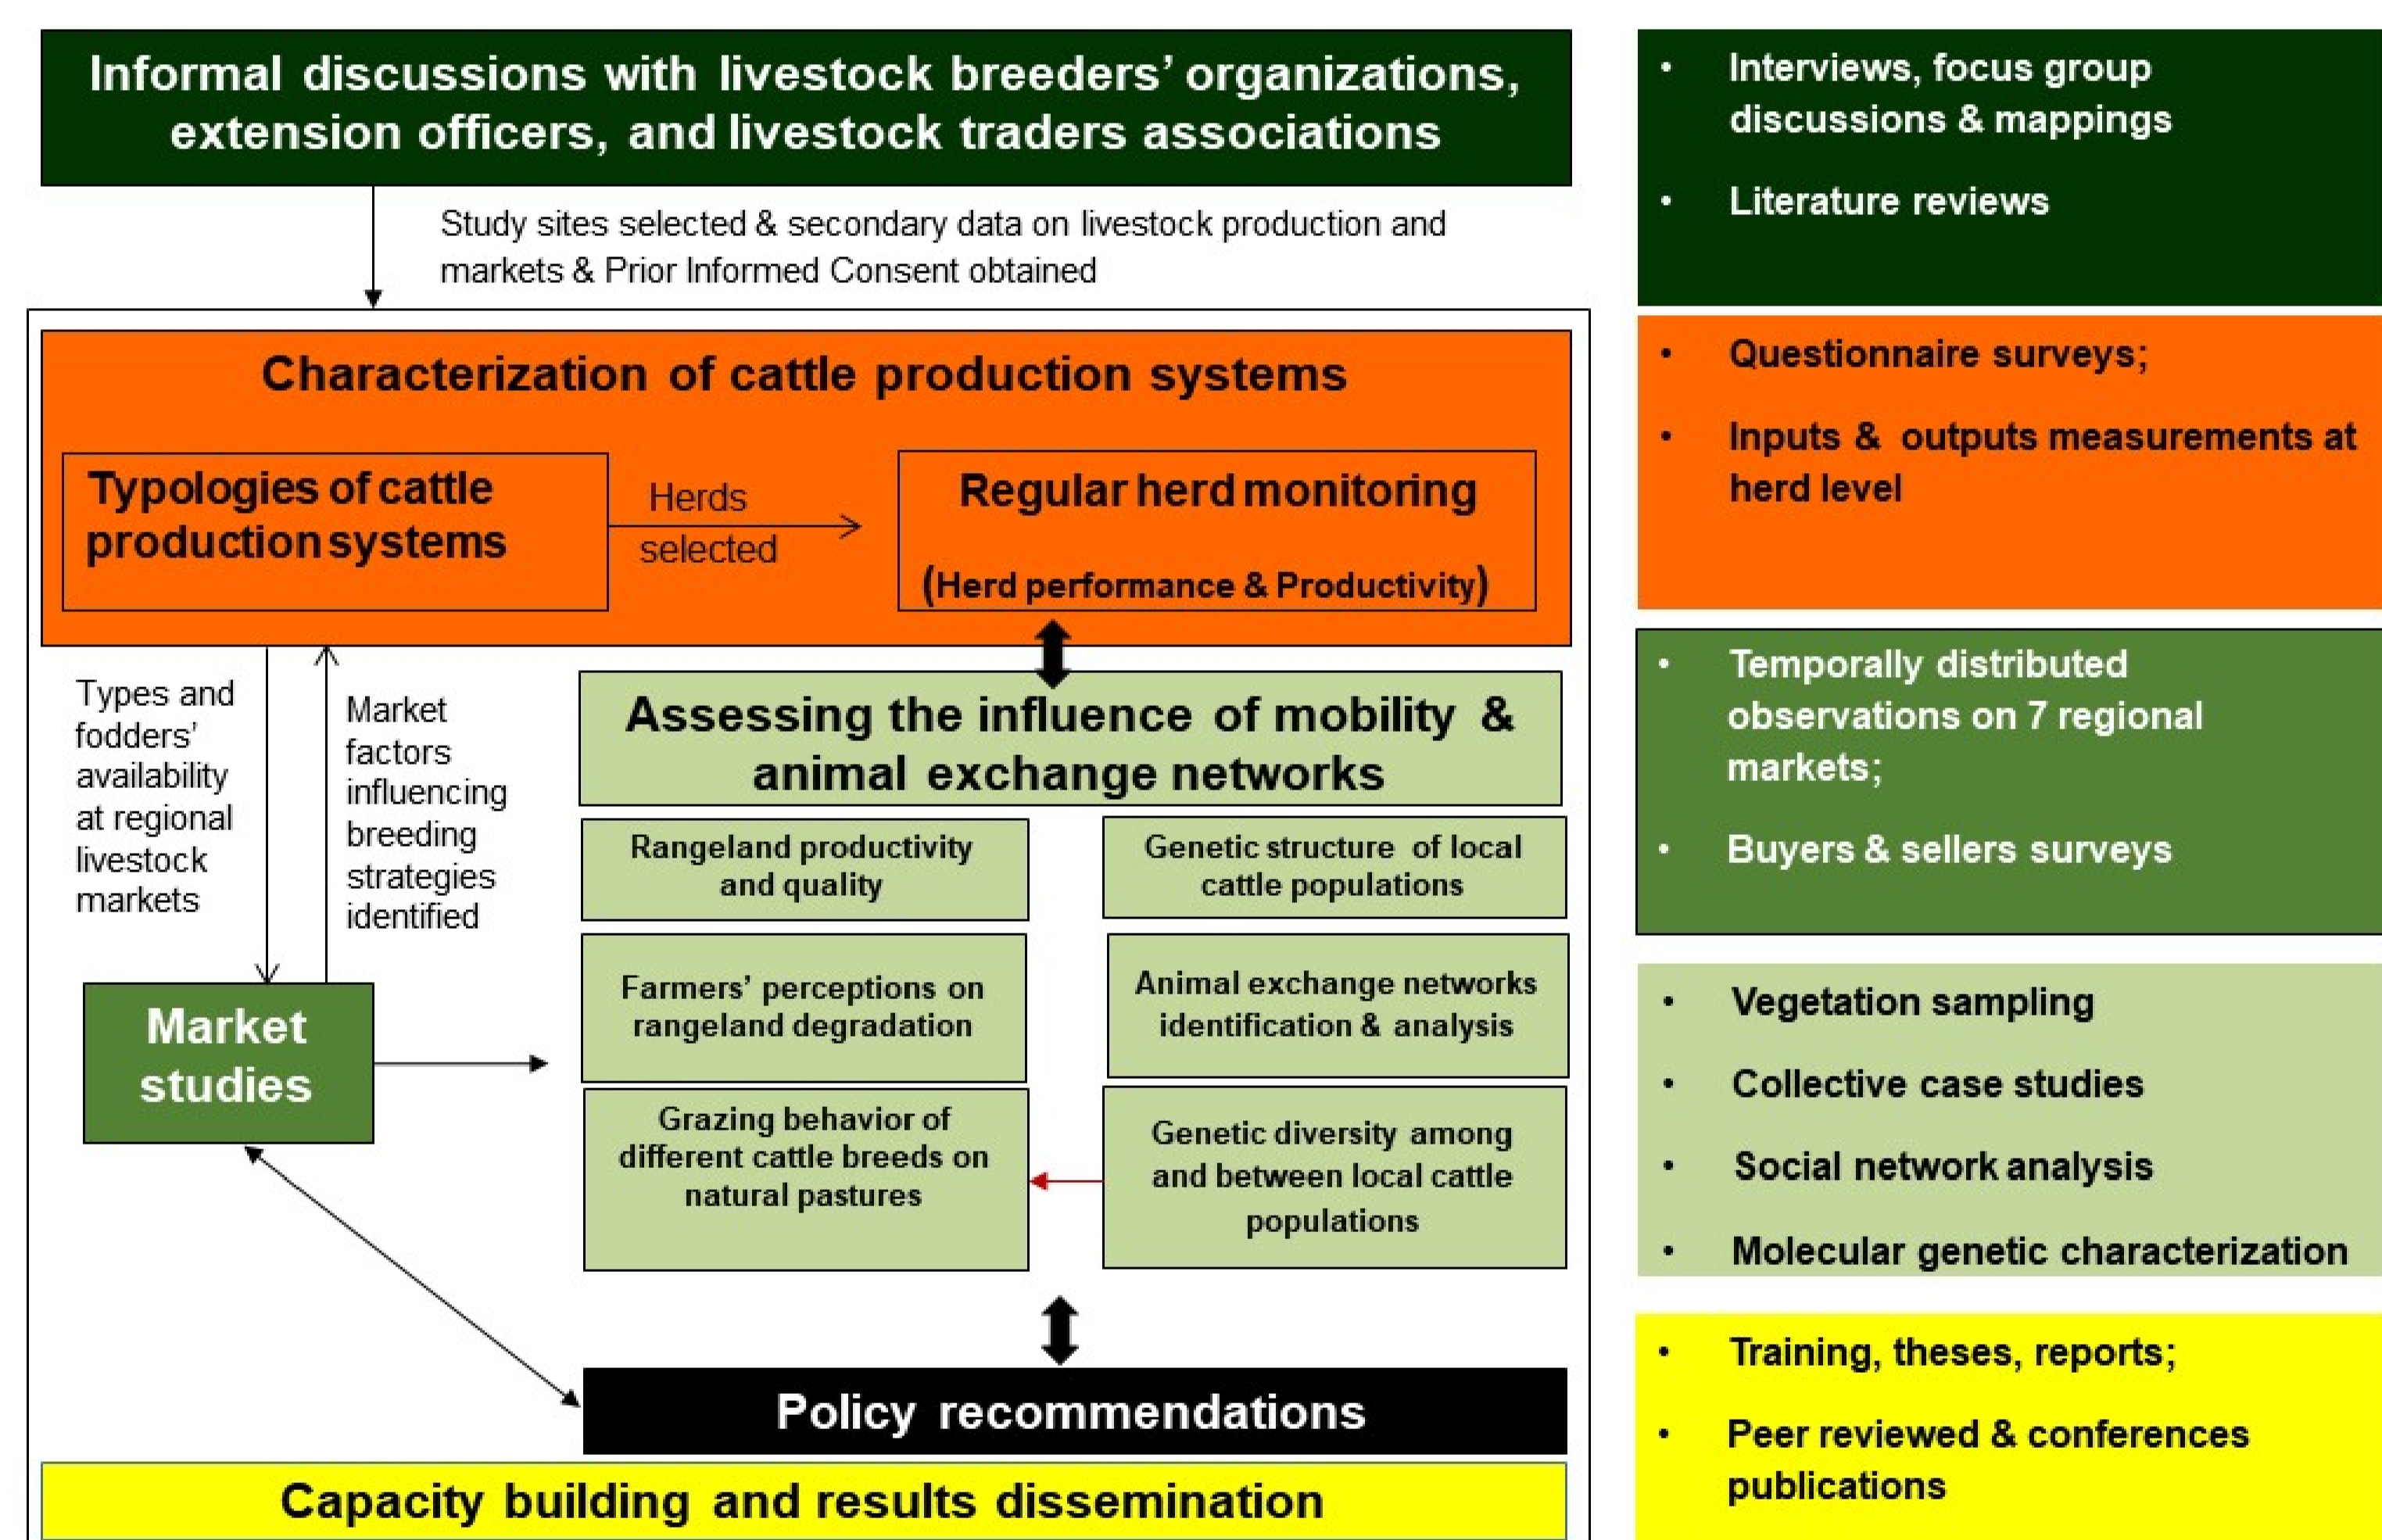 Informal discussions with livestock breeders’ organizations,
extension officers, and livestock traders associations
Study sites selected & secondary data on livestock production and
markets & Prior Informed Consent obtained
Characterization of cattle production systems
Typologies of cattle
production systems
Herds
selected
Regular herd monitoring
(Herd performance & Productivity)
Types and
fodders’
availability
at regional
livestock
markets
Market
factors
influencing
breeding
strategies
identified
Assessing the influence of mobility &
animal exchange networks
Rangeland productivity
and quality
Genetic structure of local
cattle populations
Farmers’ perceptions on
rangeland degradation
Animal exchange networks
identification & analysis
Grazing behavior of
different cattle breeds on
natural pastures
Genetic diversity among
and between local cattle
populations
Market
studies
Policy recommendations
Capacity building and results dissemination
• Interviews, focus group
discussions & mappings
• Literature reviews
• Questionnaire surveys;
• Inputs & outputs measurements at
herd level
• Temporally distributed
observations on 7 regional
markets;
• Buyers & sellers surveys
• Vegetation sampling
• Collective case studies
• Social network analysis
• Molecular genetic characterization
• Training, theses, reports;
• Peer reviewed & conferences
publications